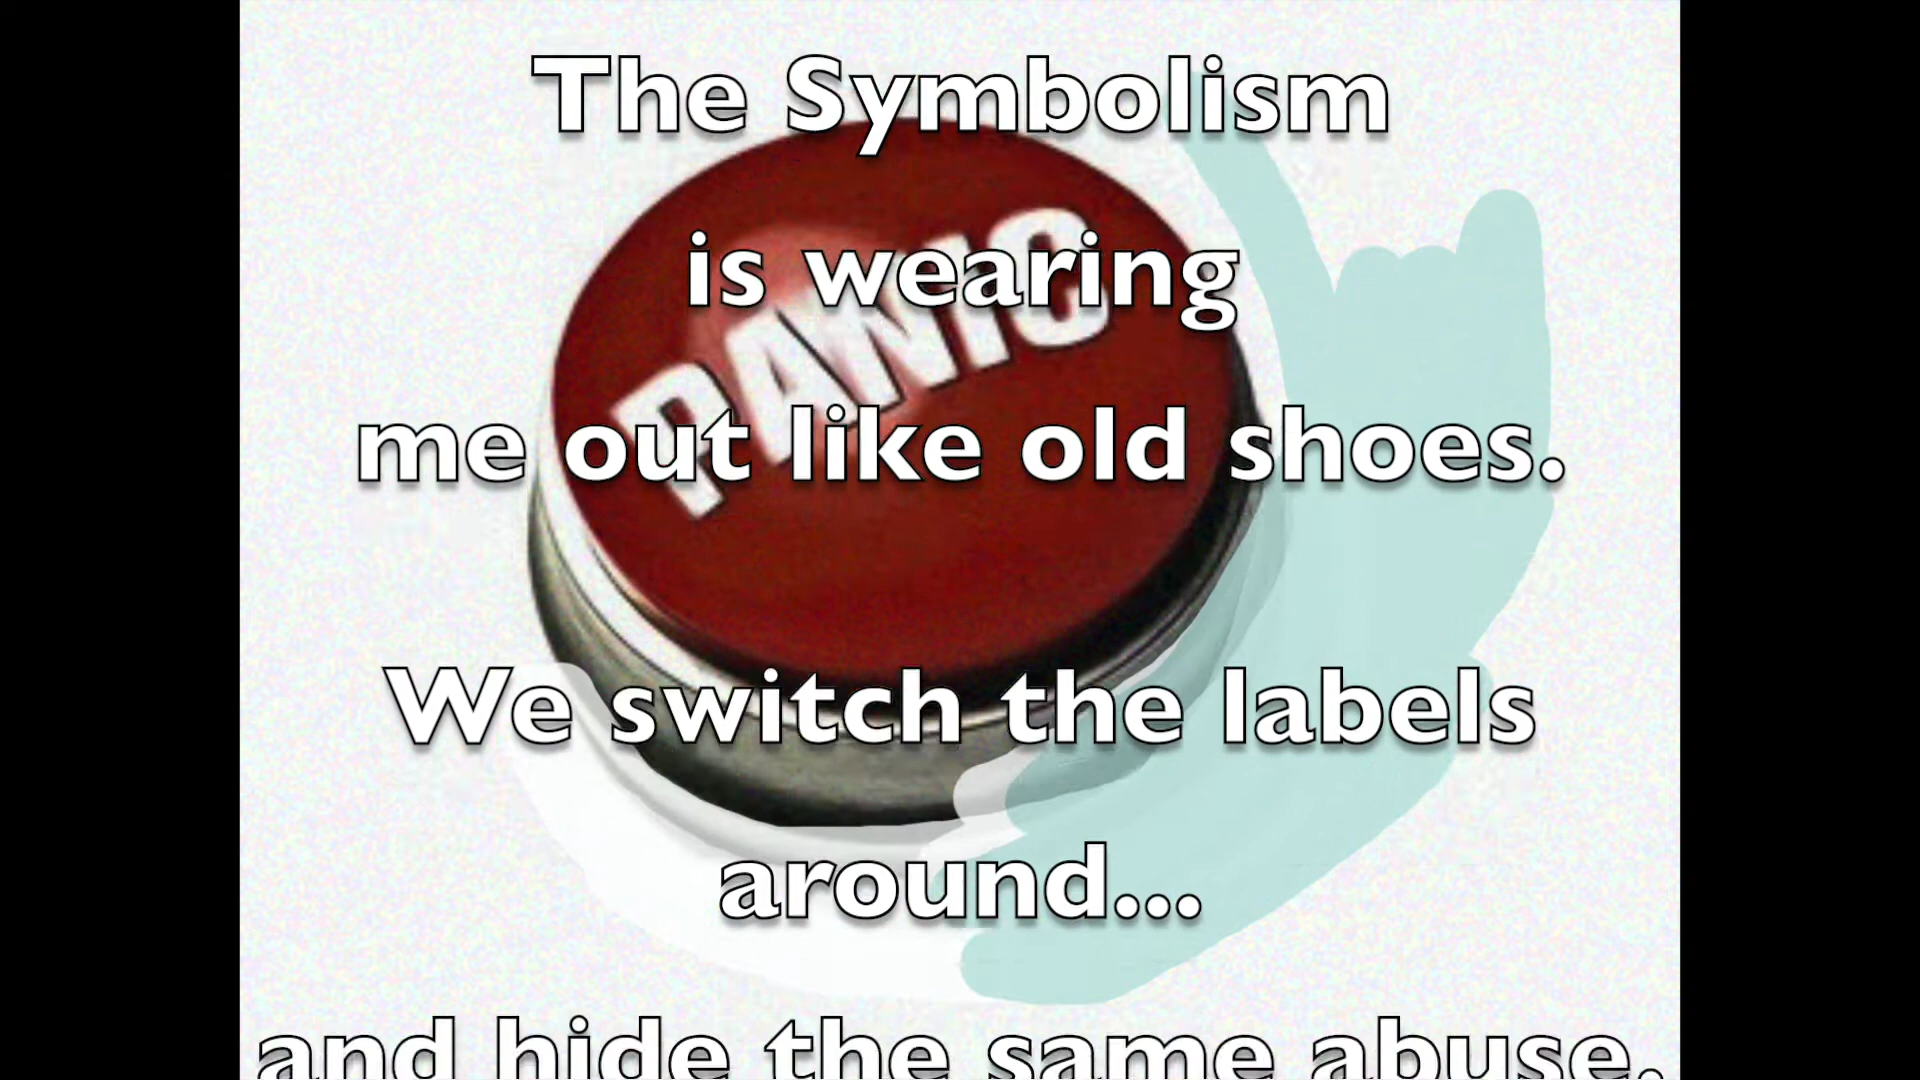 The Symbolism
is wearing
PANIC
me out like old shoes.
We switch the labels
around...
and hide the same abuse.